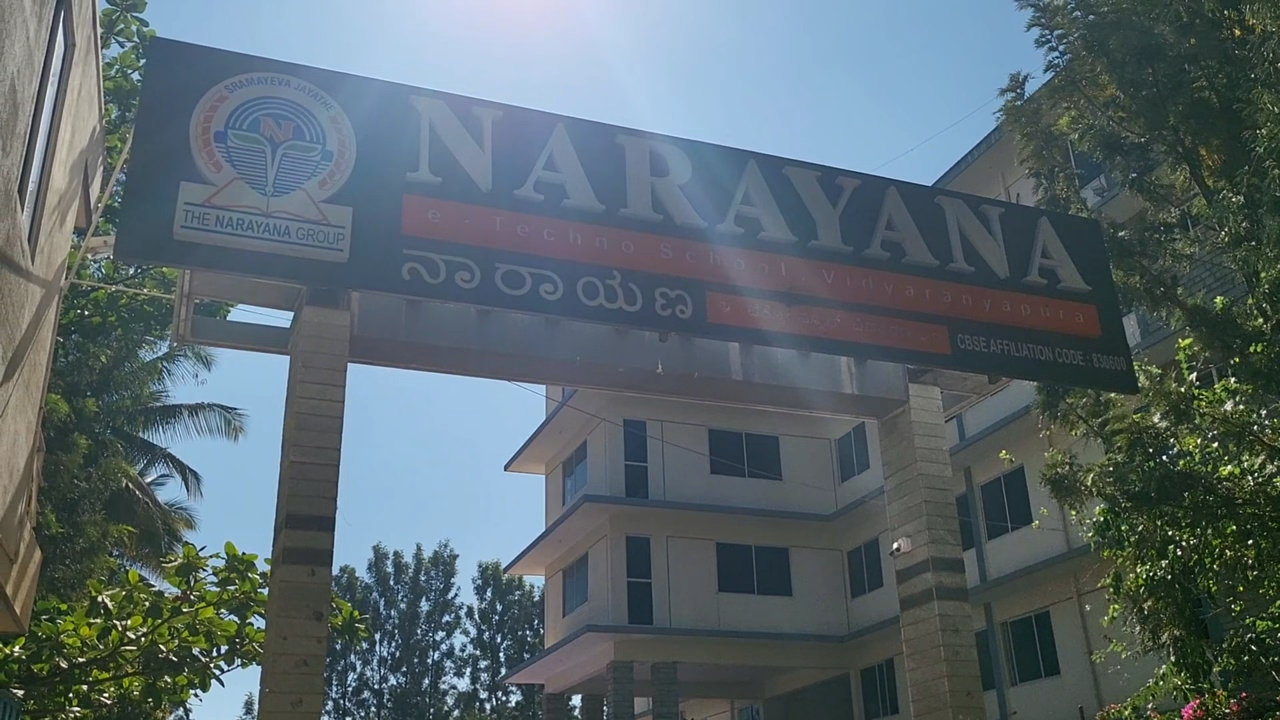 SRAMAYEVA JAYATHE
N
THE NARAYANA GROUP
NARAYANA
e - Techno School, Vidyaranyapura
ನಾರಾಯಣ
CBSE AFFILIATION CODE : 830600